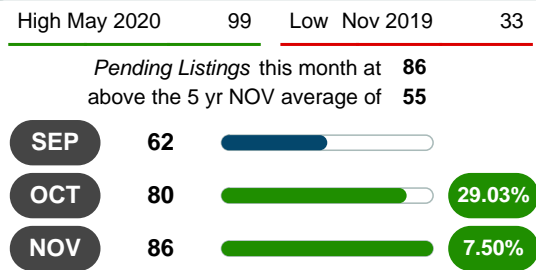 High May 2020 99 Low Nov 2019 33
Pending Listings this month at 86
above the 5 yr NOV average of 55
SEP 62
OCT 80 29.03%
NOV 86 7.50%